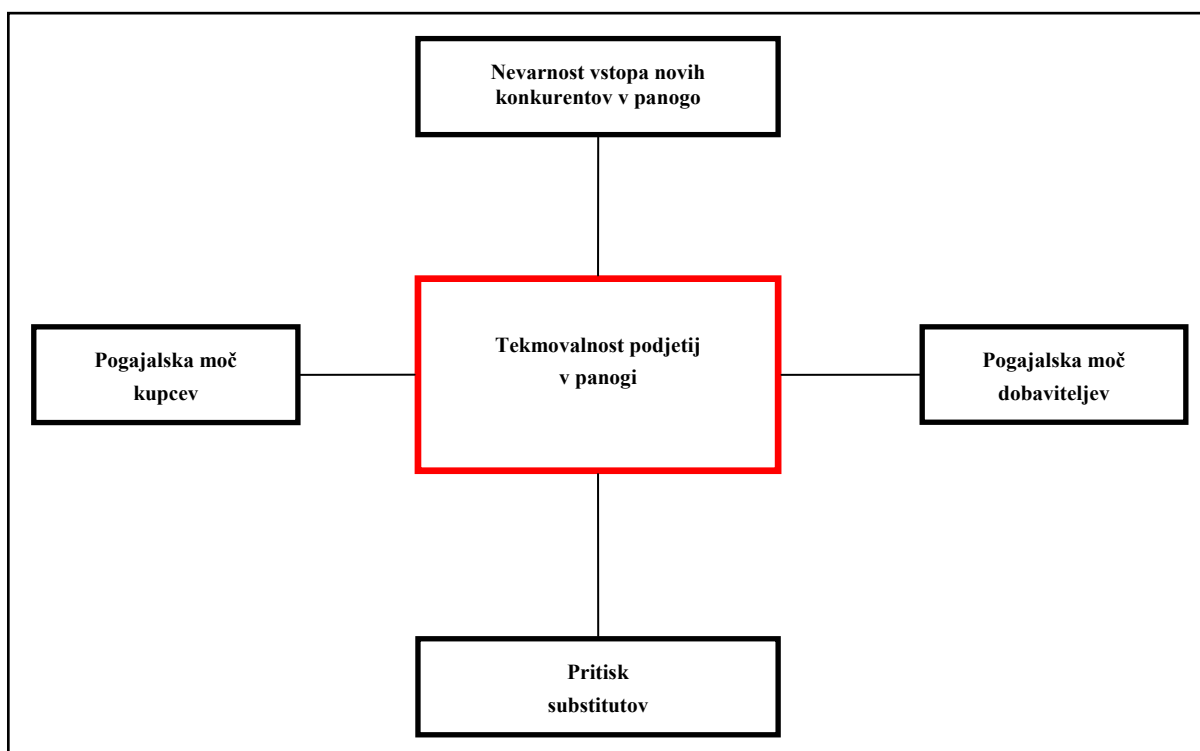 Nevarnost vstopa novih
konkurentov v panogo
Tekmovalnost podjetij
v panogi
Pogajalska moč
kupcev
Pogajalska moč
dobaviteljev
Pritisk
substitutov